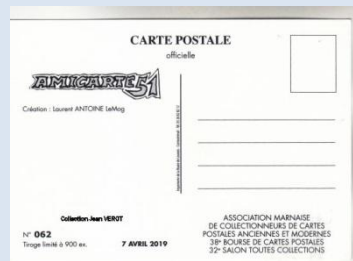 CARTE POSTALE
officielle
AMICARTE 51
Création : Laurent ANTOINE LeMog
Collection Jean VERGT
N° 062
Tirage limité à 900 ex.
7 AVRIL 2019
ASSOCIATION MARNAISE
DE COLLECTIONNEURS DE CARTES
POSTALES ANCIENNES ET MODERNES
38e BOURSE DE CARTES POSTALES
32e SALON TOUTES COLLECTIONS